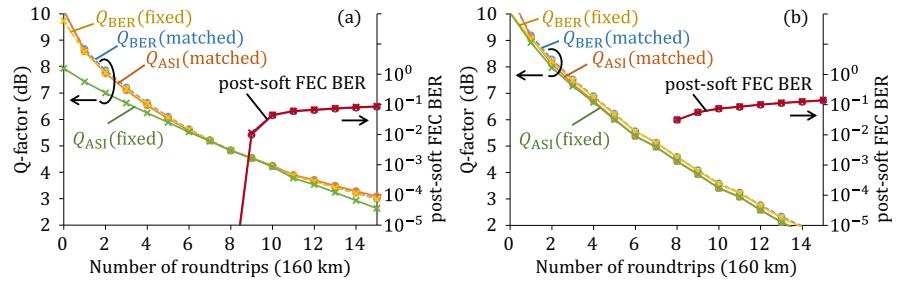 (a)
Q_BER(fixed)
Q_BER(matched)
Q_ASI(matched)
post-soft FEC BER
Q_ASI
(fixed)
Q-factor (dB)
10
9
8
7
6
5
4
3
2
0 2 4 6 8 10 12 14
Number of roundtrips (160 km)
10^0
10^-1
10^-2
10^-3
10^-4
10^-5
post-soft FEC BER
(b)
Q_BER(fixed)
Q_BER(matched)
Q_ASI(matched)
post-soft FEC BER
Q_ASI
(fixed)
Q-factor (dB)
10
9
8
7
6
5
4
3
2
0 2 4 6 8 10 12 14
Number of roundtrips (160 km)
10^0
10^-1
10^-2
10^-3
10^-4
10^-5
post-soft FEC BER